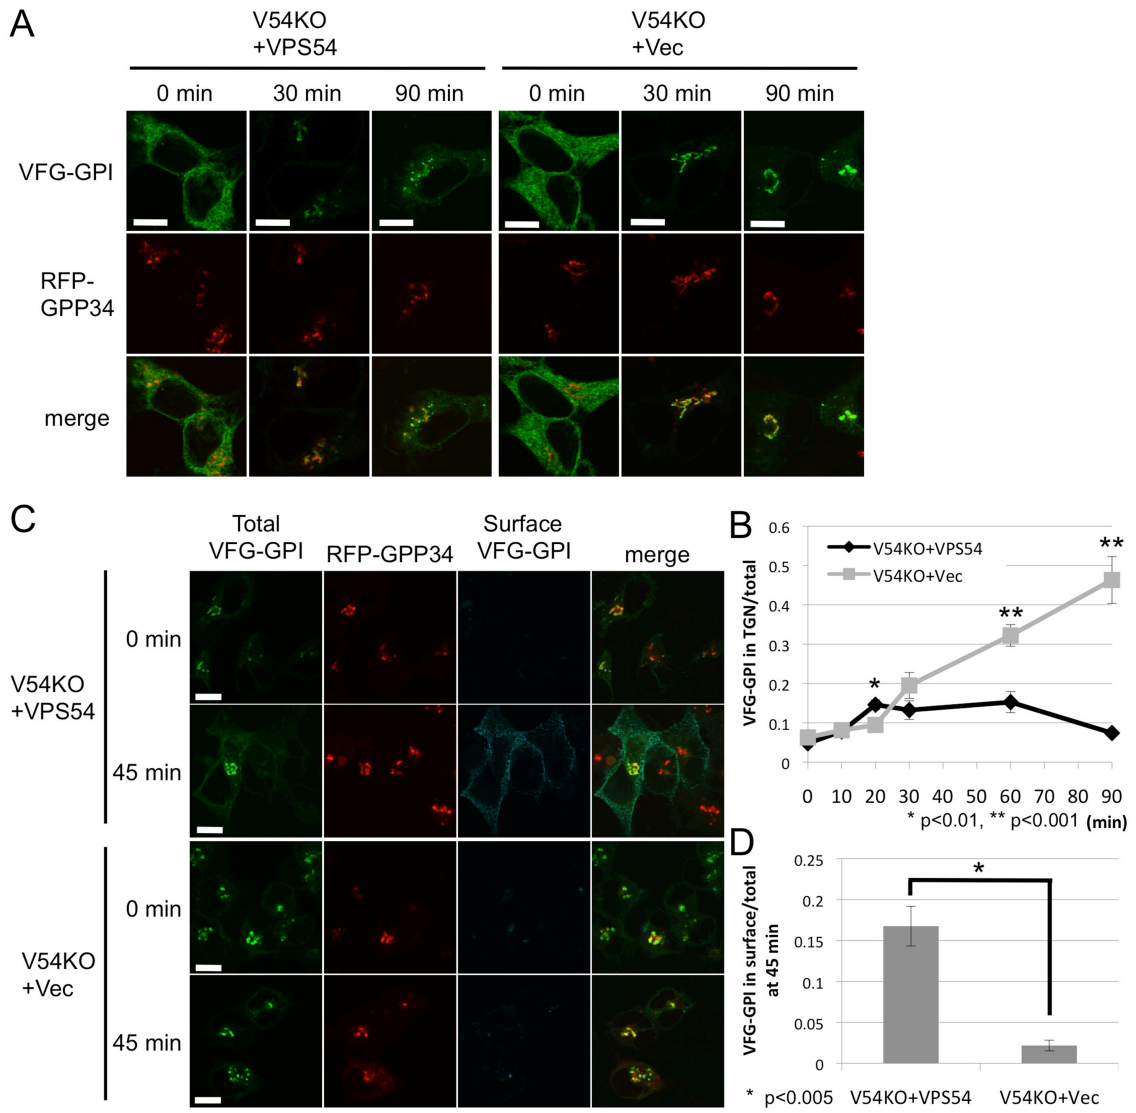 A
V54KO
+VPS54
V54KO
+Vec
0 min 30 min 90 min 0 min 30 min 90 min
VFG-GPI
RFP-
GPP34
merge
C
Total
VFG-GPI
RFP-GPP34
Surface
VFG-GPI
merge
V54KO
+VPS54
0 min
45 min
V54KO
+Vec
0 min
45 min
B
VFG-GPI in TGN/total
0.6
0.5
0.4
0.3
0.2
0.1
0
V54KO+VPS54
V54KO+Vec
*
**
**
0 10 20 30 40 50 60 70 80 90
* p<0.01, ** p<0.001 (min)
D
VFG-GPI in surface/total
at 45 min
0.25
0.2
0.15
0.1
0.05
0
*
* p<0.005 V54KO+VPS54 V54KO+Vec